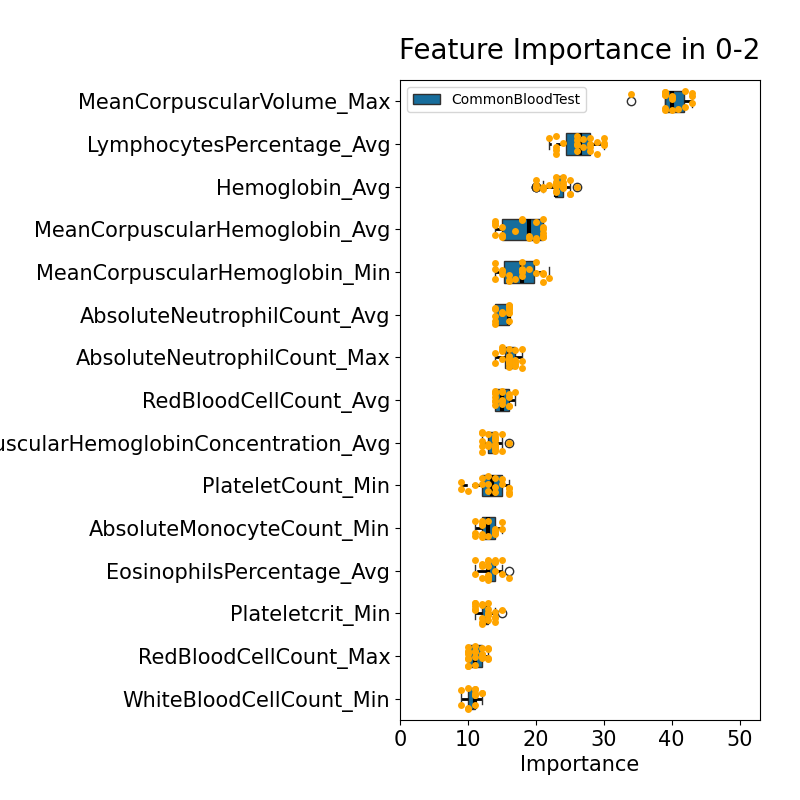 Feature Importance in 0-2
CommonBloodTest
MeanCorpuscularVolume_Max
LymphocytesPercentage_Avg
Hemoglobin_Avg
MeanCorpuscularHemoglobin_Avg
MeanCorpuscularHemoglobin_Min
AbsoluteNeutrophilCount_Avg
AbsoluteNeutrophilCount_Max
RedBloodCellCount_Avg
uscularHemoglobinConcentration_Avg
PlateletCount_Min
AbsoluteMonocyteCount_Min
EosinophilsPercentage_Avg
Plateletcrit_Min
RedBloodCellCount_Max
WhiteBloodCellCount_Min
0 10 20 30 40 50
Importance